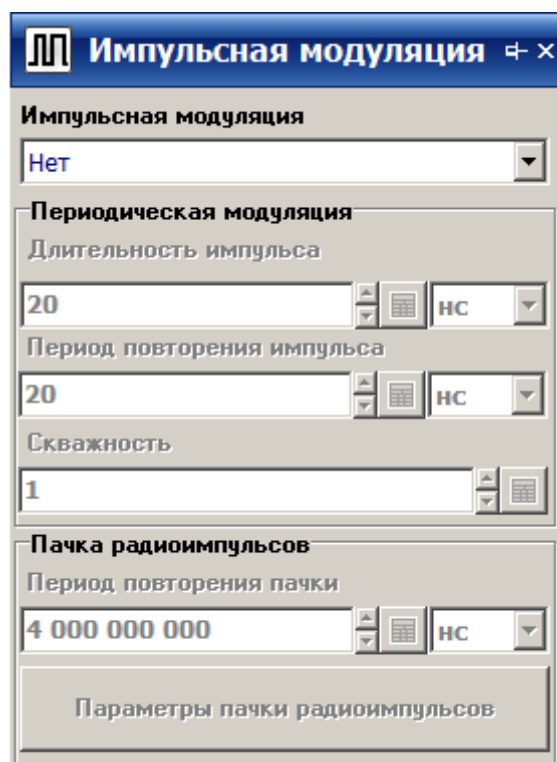 Импульсная модуляция
Импульсная модуляция
Нет
Периодическая модуляция
Длительность импульса
20 нс
Период повторения импульса
20 нс
Скважность
1
Пачка радиоимпульсов
Период повторения пачки
4 000 000 000 нс
Параметры пачки радиоимпульсов